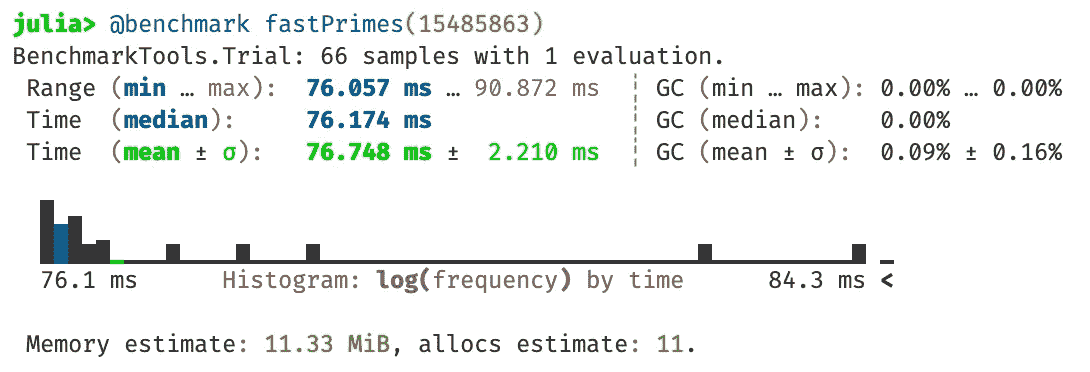 julia> @benchmark fastPrimes(15485863)
BenchmarkTools.Trial: 66 samples with 1 evaluation.
Range (min … max): 76.057 ms … 90.872 ms ┊ GC (min … max): 0.00% … 0.00%
Time (median): 76.174 ms ┊ GC (median): 0.00%
Time (mean ± σ): 76.748 ms ± 2.210 ms ┊ GC (mean ± σ): 0.09% ± 0.16%
76.1 ms Histogram: log(frequency) by time 84.3 ms <
Memory estimate: 11.33 MiB, allocs estimate: 11.